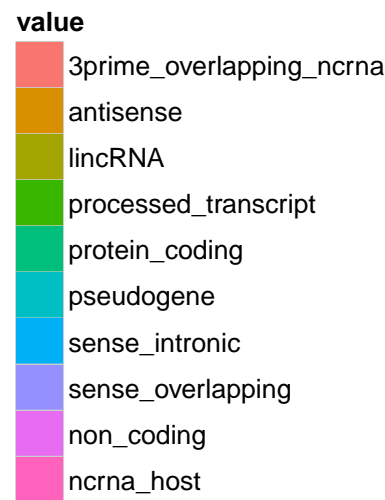 value
3prime_overlapping_ncrna
antisense
lincRNA
processed_transcript
protein_coding
pseudogene
sense_intronic
sense_overlapping
non_coding
ncrna_host